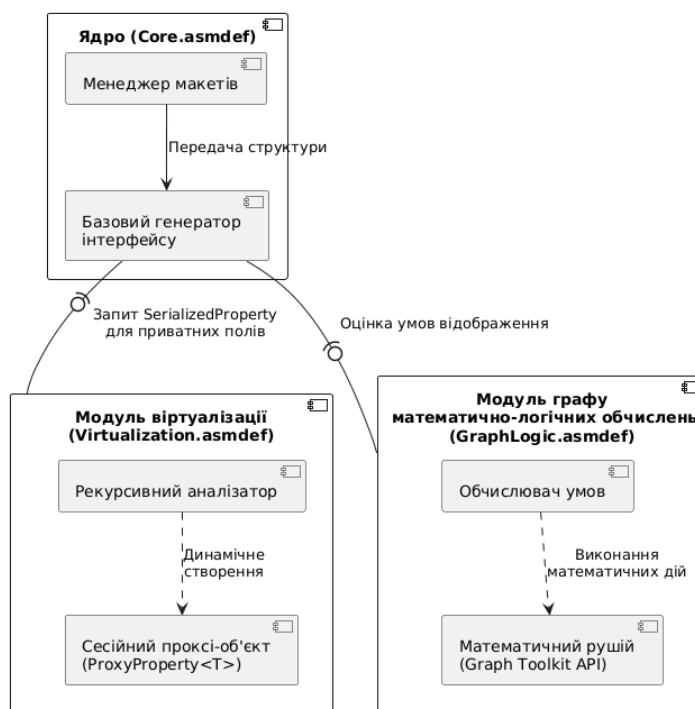 Ядро (Core.asmdef)
Менеджер макетів
Передача структури
Базовий генератор
інтерфейсу
Запит SerializedProperty
для приватних полів
Оцінка умов відображення
Модуль віртуалізації
(Virtualization.asmdef)
Рекурсивний аналізатор
Динамічне
створення
Сесійний проксі-об'єкт
(ProxyProperty<T>)
Модуль графу
математично-логічних обчислень
(GraphLogic.asmdef)
Обчислювач умов
Виконання
математичних дій
Математичний рушій
(Graph Toolkit API)